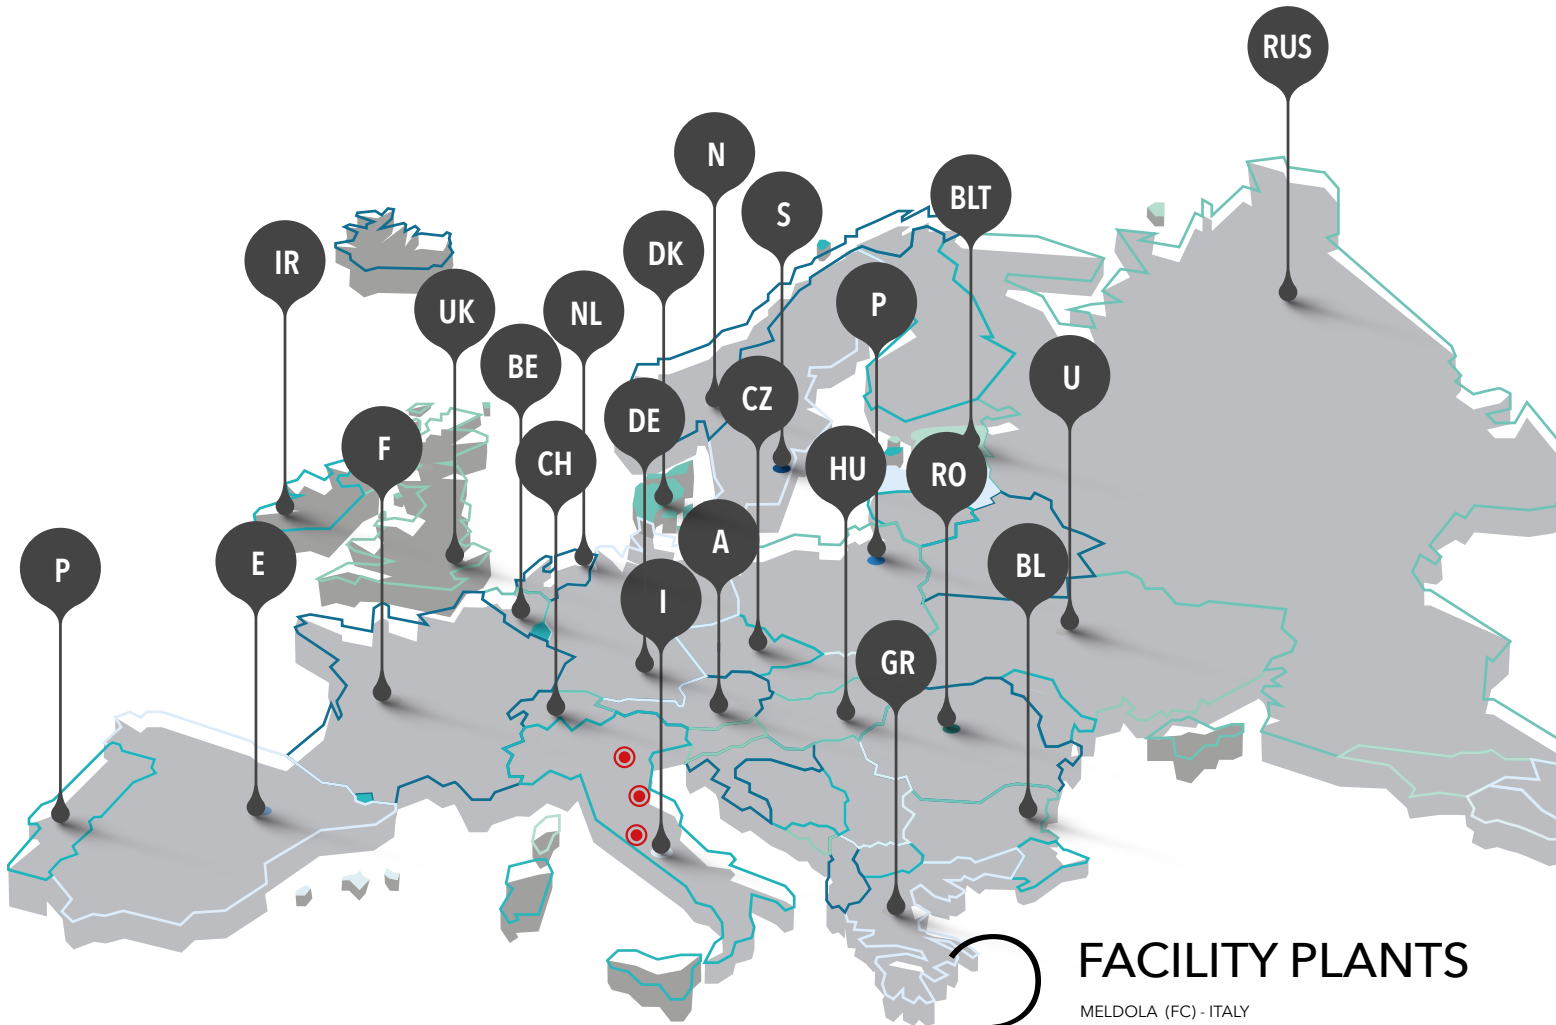 RUS
N
BLT
S
DK
IR
P
UK
NL
BE
U
CZ
DE
F
CH
HU
RO
A
P
E
BL
I
GR
FACILITY PLANTS
MELDOLA (FC) - ITALY